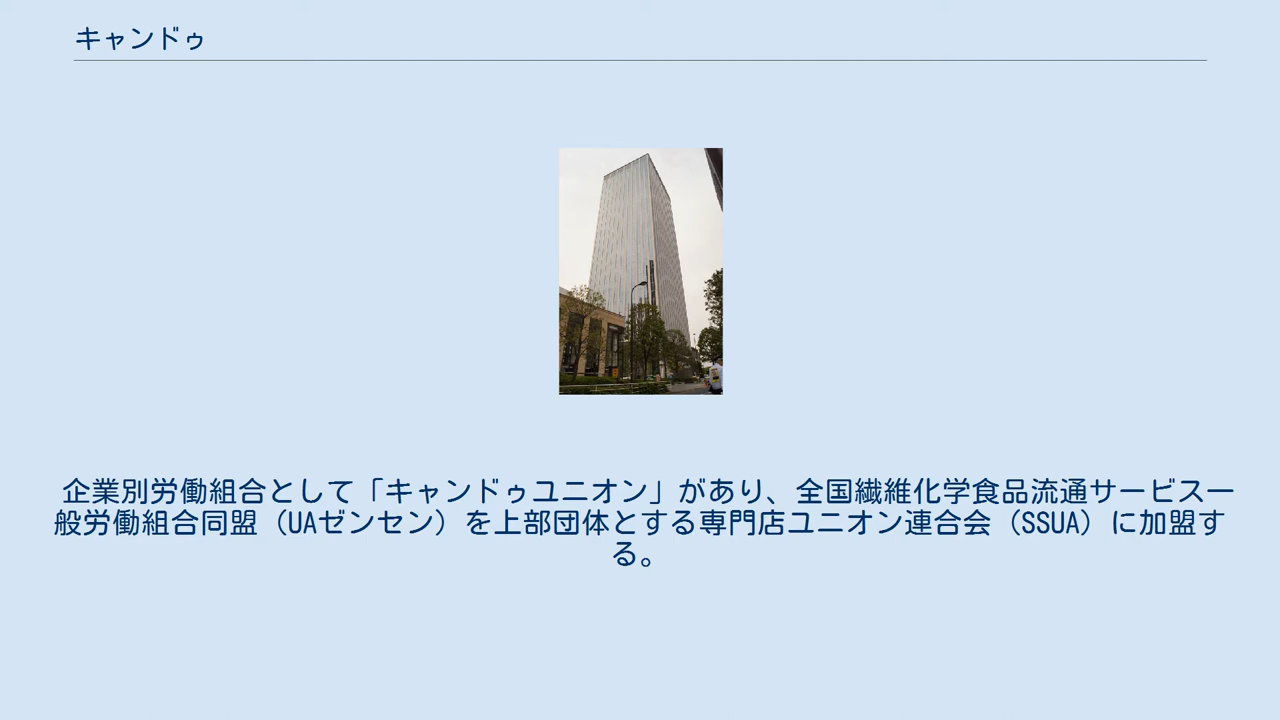 キャンドゥ
企業別労働組合として「キャンドゥユニオン」があり、全国繊維化学食品流通サービス一
般労働組合同盟（UAゼンセン）を上部団体とする専門店ユニオン連合会（SSUA）に加盟す
る。